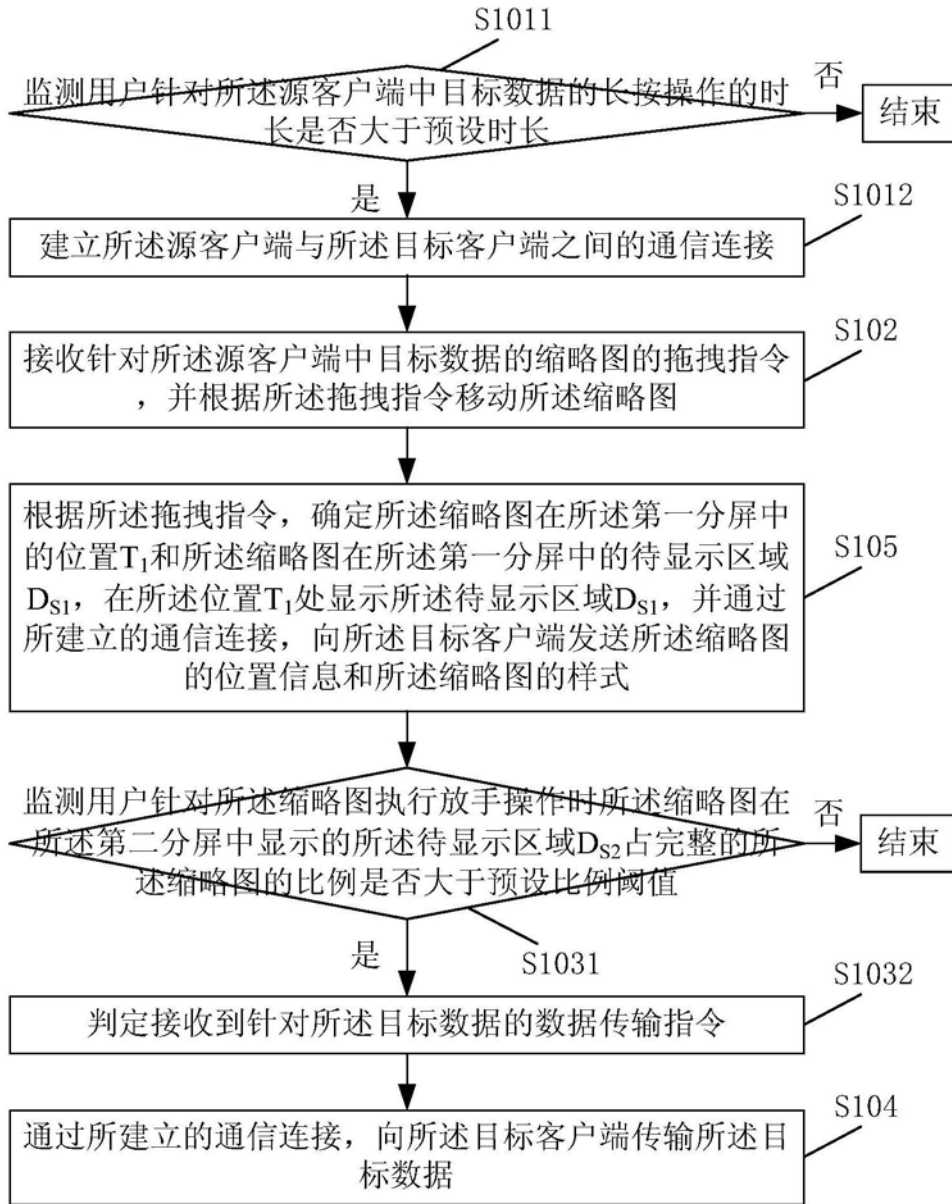 S1011
监测用户针对所述源客户端中目标数据的长按操作的时
长是否大于预设时长
否
结束
是
S1012
建立所述源客户端与所述目标客户端之间的通信连接
S102
接收针对所述源客户端中目标数据的缩略图的拖拽指令
，并根据所述拖拽指令移动所述缩略图
S105
根据所述拖拽指令，确定所述缩略图在所述第一分屏中
的位置T₁和所述缩略图在所述第一分屏中的待显示区域
D_S1，在所述位置T₁处显示所述待显示区域D_S1，并通过
所建立的通信连接，向所述目标客户端发送所述缩略图
的位置信息和所述缩略图的样式
监测用户针对所述缩略图执行放手操作时所述缩略图在
所述第二分屏中显示的所述待显示区域D_S2占完整的所
述缩略图的比例是否大于预设比例阈值
否
结束
S1031
是
S1032
判定接收到针对所述目标数据的数据传输指令
S104
通过所建立的通信连接，向所述目标客户端传输所述目
标数据